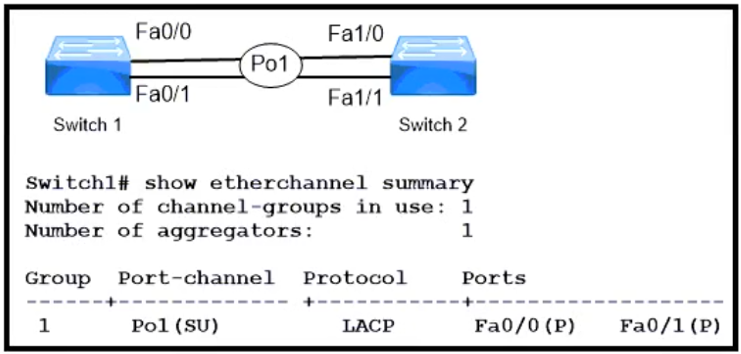 Fa0/0 Fa1/0
Po1
Fa0/1 Fa1/1
Switch 1 Switch 2
Switch1# show etherchannel summary
Number of channel-groups in use: 1
Number of aggregators: 1
Group Port-channel Protocol Ports
------+-------------+-----------+-----------------------
1 Po1(SU) LACP Fa0/0(P) Fa0/1(P)